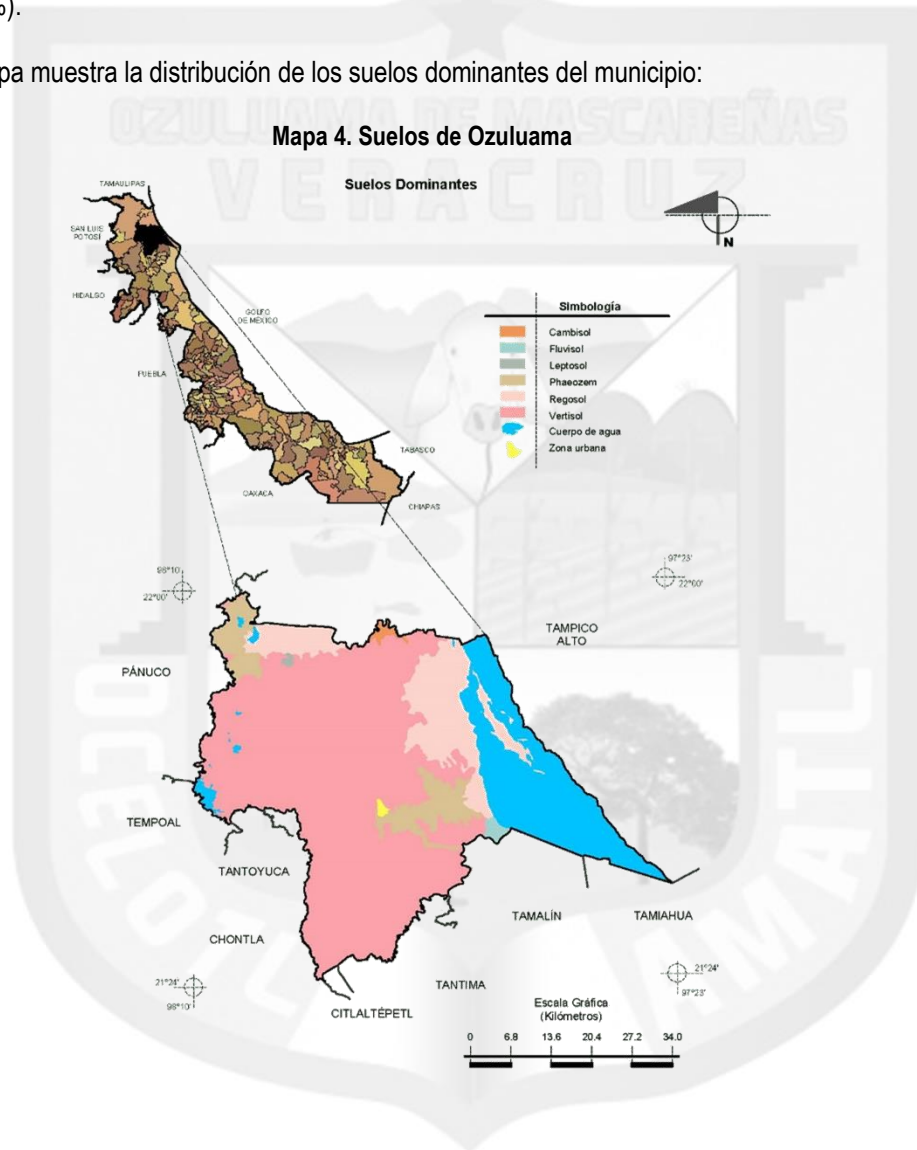 %).
pa muestra la distribución de los suelos dominantes del municipio:
OZULUAMA DE MASCAREÑAS
VERACRUZ
Mapa 4. Suelos de Ozuluama
Suelos Dominantes
TAMAULIPAS
SAN LUIS
POTOSÍ
HIDALGO
GOLFO
DE MÉXICO
PUEBLA
TABASCO
OAXACA
CHIAPAS
N
Simbología
Cambisol
Fluvisol
Leptosol
Phaeozem
Regosol
Vertisol
Cuerpo de agua
Zona urbana
98°10'
22°00'
97°23'
22°00'
TAMPICO
ALTO
PÁNUCO
TEMPOAL
TANTOYUCA
CHONTLA
TAMALÍN
TAMIAHUA
TANTIMA
CITLALTÉPETL
21°24'
98°10'
21°24'
97°23'
Escala Gráfica
(Kilómetros)
0 6.8 13.6 20.4 27.2 34.0
OCELOTL
AMATL